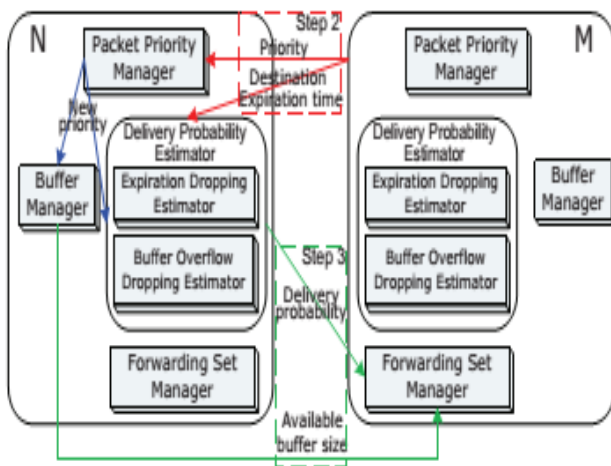 N
Packet Priority
Manager
New
priority
Buffer
Manager
Delivery Probability
Estimator
Expiration Dropping
Estimator
Buffer Overflow
Dropping Estimator
Forwarding Set
Manager
Step 2
Priority
Destination
Expiration time
Step 3
Delivery
probability
Available
buffer size
M
Packet Priority
Manager
Delivery Probability
Estimator
Expiration Dropping
Estimator
Buffer Overflow
Dropping Estimator
Buffer
Manager
Forwarding Set
Manager